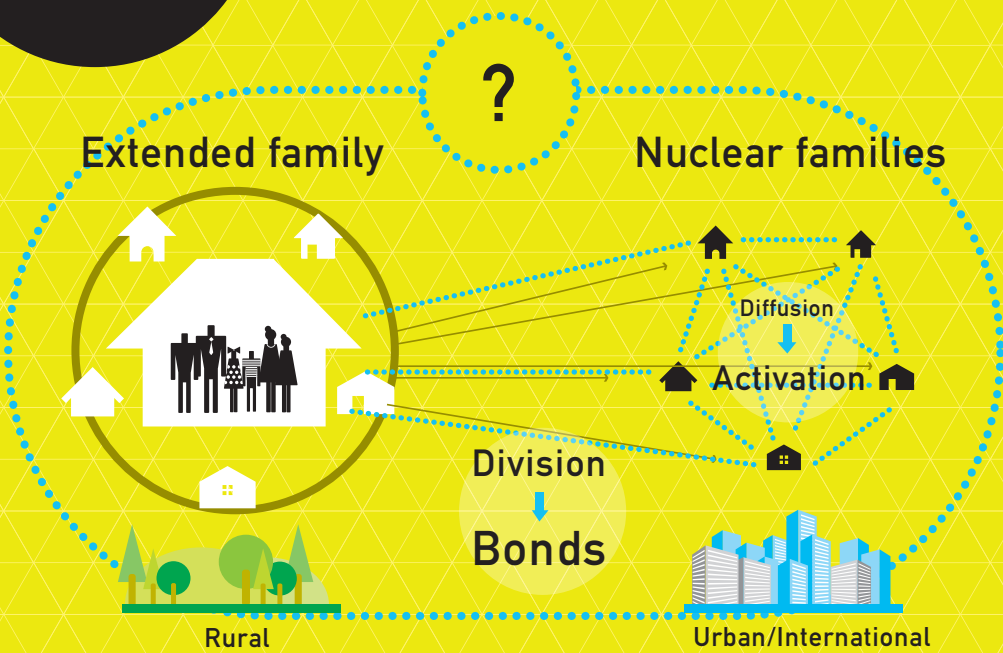 ?
Extended family
Nuclear families
Diffusion
Activation
Division
Bonds
Rural
Urban/International